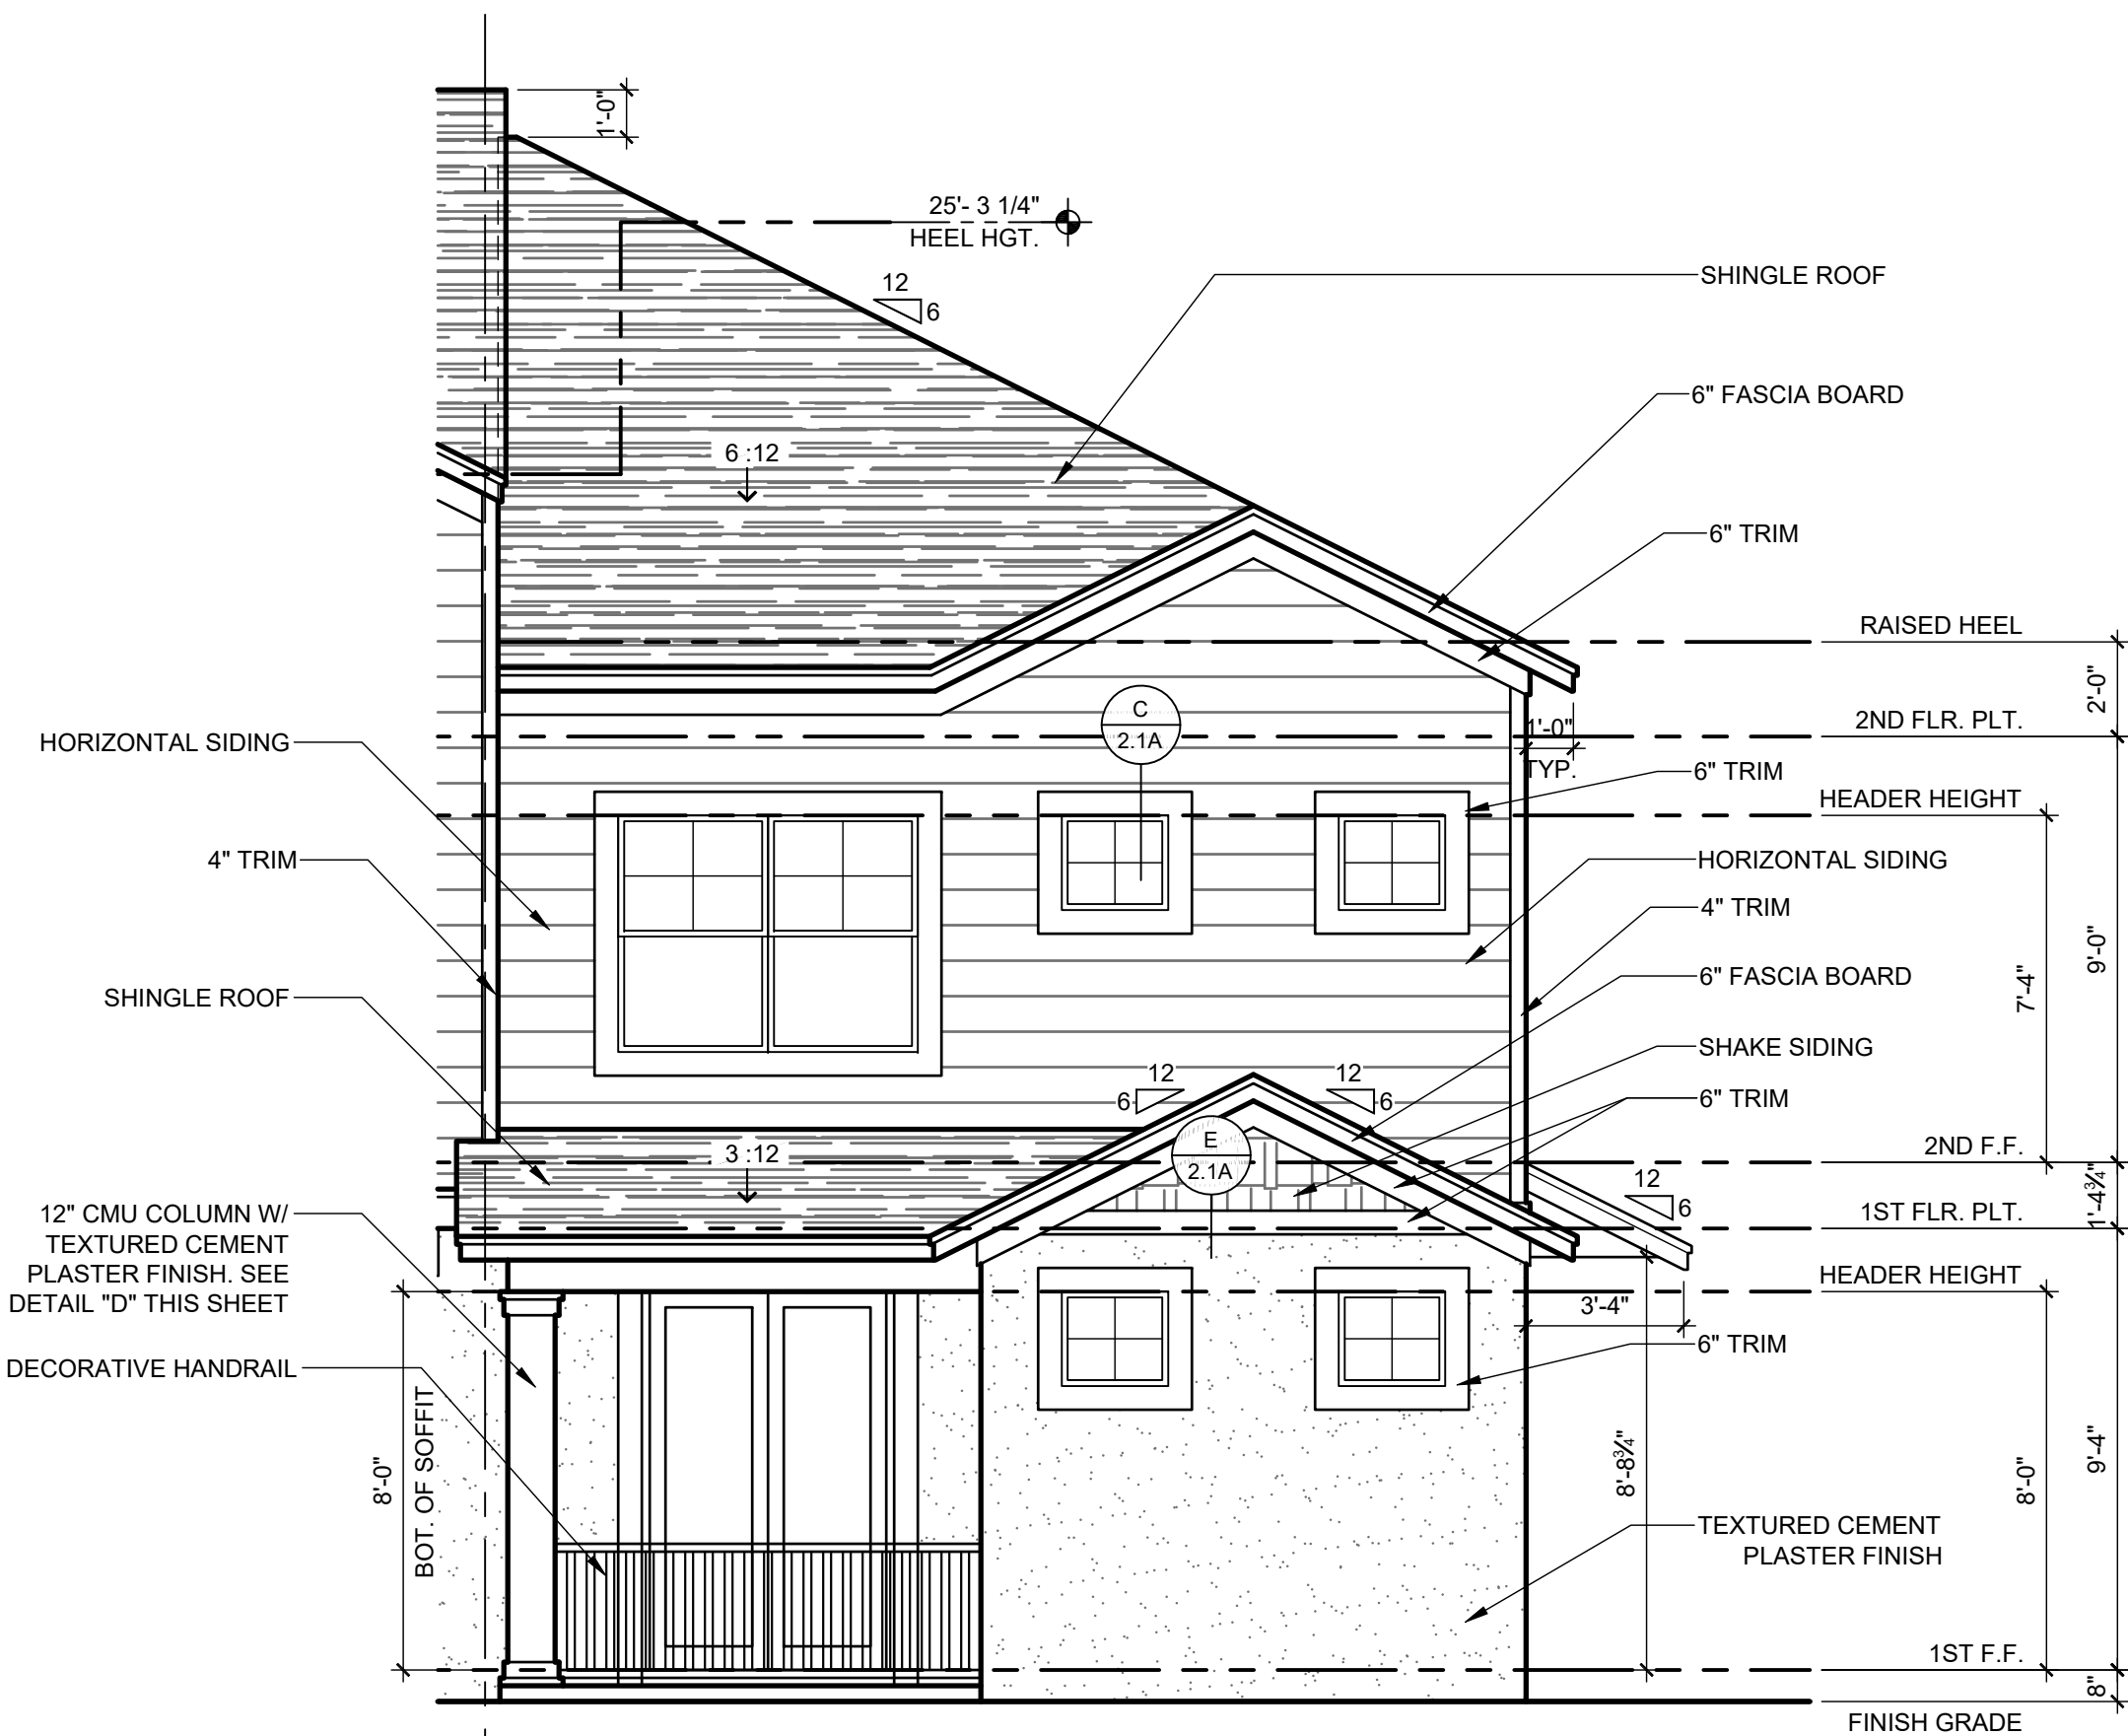 1'-0"
25'- 3 1/4"
HEEL HGT.
12
6
SHINGLE ROOF
6" FASCIA BOARD
6 :12
6" TRIM
RAISED HEEL
2'-0"
C
2.1A
2ND FLR. PLT.
1'-0"
TYP.
HORIZONTAL SIDING
6" TRIM
HEADER HEIGHT
4" TRIM
HORIZONTAL SIDING
4" TRIM
9'-0"
7'-4"
6" FASCIA BOARD
SHINGLE ROOF
SHAKE SIDING
12
6
12
6
6" TRIM
E
2.1A
3 :12
2ND F.F.
12
6
1'-4¾"
12" CMU COLUMN W/
TEXTURED CEMENT
PLASTER FINISH. SEE
DETAIL "D" THIS SHEET
1ST FLR. PLT.
HEADER HEIGHT
3'-4"
6" TRIM
DECORATIVE HANDRAIL
8'-0"
BOT. OF SOFFIT
8'-8¾"
8'-0"
9'-4"
TEXTURED CEMENT
PLASTER FINISH
1ST F.F.
8"
FINISH GRADE